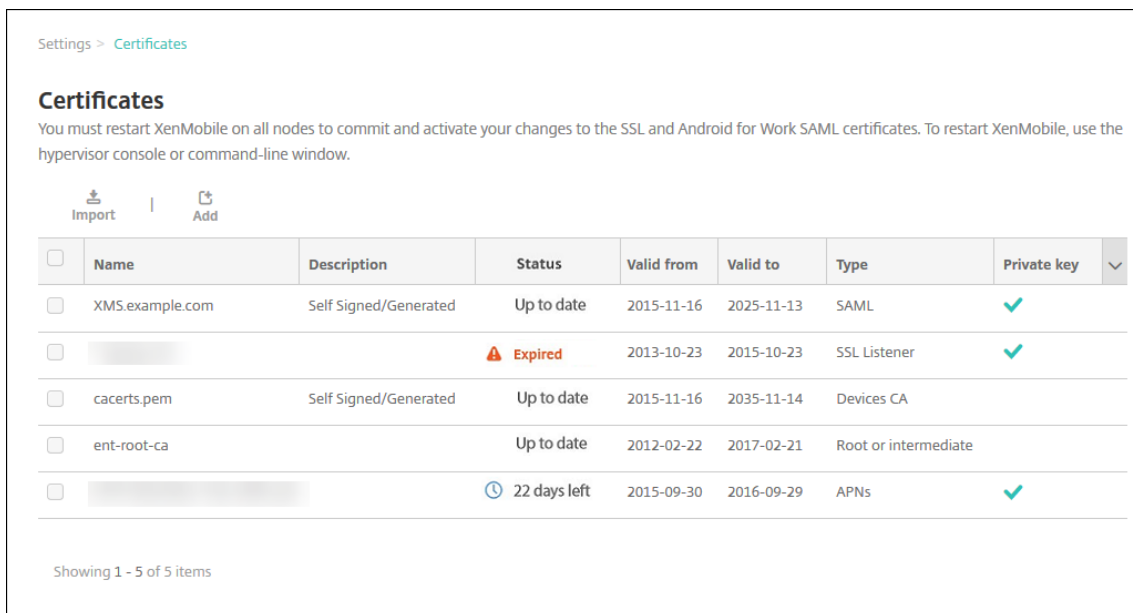 Settings > Certificates
Certificates
You must restart XenMobile on all nodes to commit and activate your changes to the SSL and Android for Work SAML certificates. To restart XenMobile, use the
hypervisor console or command-line window.
Import | Add
Name Description Status Valid from Valid to Type Private key
XMS.example.com Self Signed/Generated Up to date 2015-11-16 2025-11-13 SAML
Expired 2013-10-23 2015-10-23 SSL Listener
cacerts.pem Self Signed/Generated Up to date 2015-11-16 2035-11-14 Devices CA
ent-root-ca Up to date 2012-02-22 2017-02-21 Root or intermediate
22 days left 2015-09-30 2016-09-29 APNs
Showing 1 - 5 of 5 items